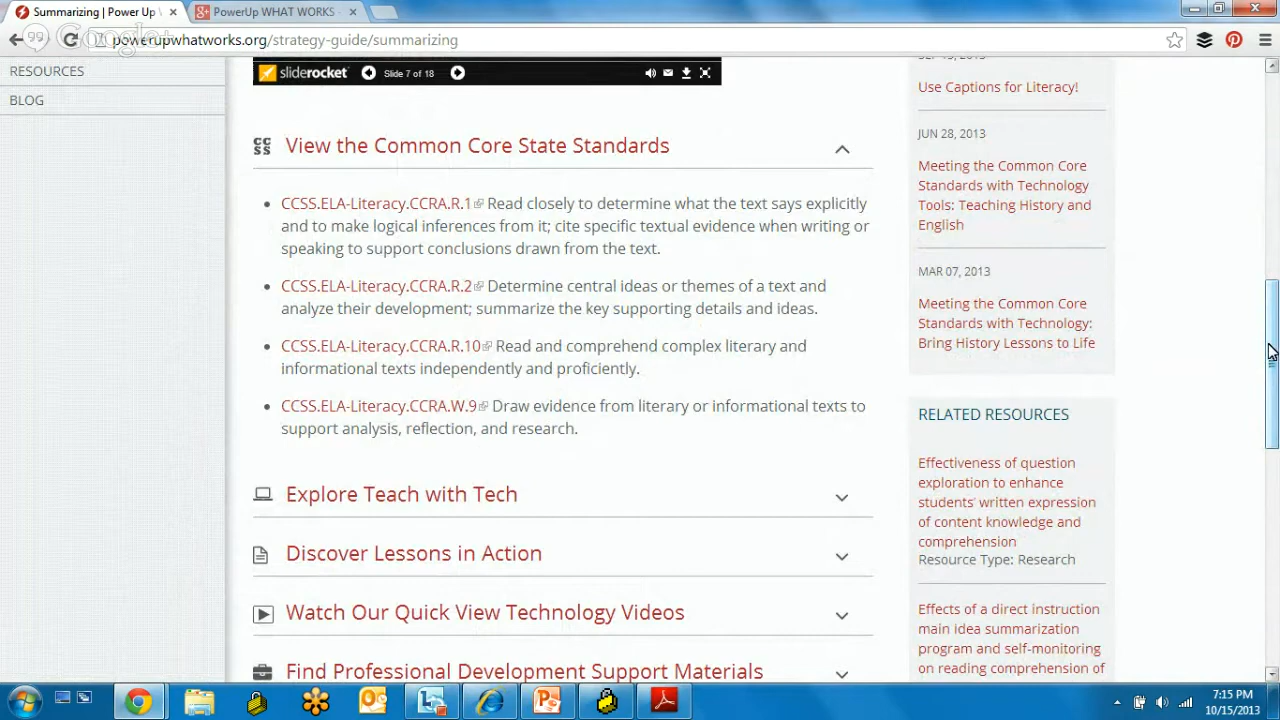 Summarizing | Power Up
PowerUp WHAT WORKS
Google+
powerupwhatworks.org/strategy-guide/summarizing
RESOURCES
BLOG
sliderocket
Slide 7 of 18
View the Common Core State Standards
CCSS.ELA-Literacy.CCRA.R.1 Read closely to determine what the text says explicitly
and to make logical inferences from it; cite specific textual evidence when writing or
speaking to support conclusions drawn from the text.
CCSS.ELA-Literacy.CCRA.R.2 Determine central ideas or themes of a text and
analyze their development; summarize the key supporting details and ideas.
CCSS.ELA-Literacy.CCRA.R.10 Read and comprehend complex literary and
informational texts independently and proficiently.
CCSS.ELA-Literacy.CCRA.W.9 Draw evidence from literary or informational texts to
support analysis, reflection, and research.
Explore Teach with Tech
Discover Lessons in Action
Watch Our Quick View Technology Videos
Find Professional Development Support Materials
Use Captions for Literacy!
JUN 28, 2013
Meeting the Common Core
Standards with Technology
Tools: Teaching History and
English
MAR 07, 2013
Meeting the Common Core
Standards with Technology:
Bring History Lessons to Life
RELATED RESOURCES
Effectiveness of question
exploration to enhance
students' written expression
of content knowledge and
comprehension
Resource Type: Research
Effects of a direct instruction
main idea summarization
program and self-monitoring
on reading comprehension of
7:15 PM
10/15/2013